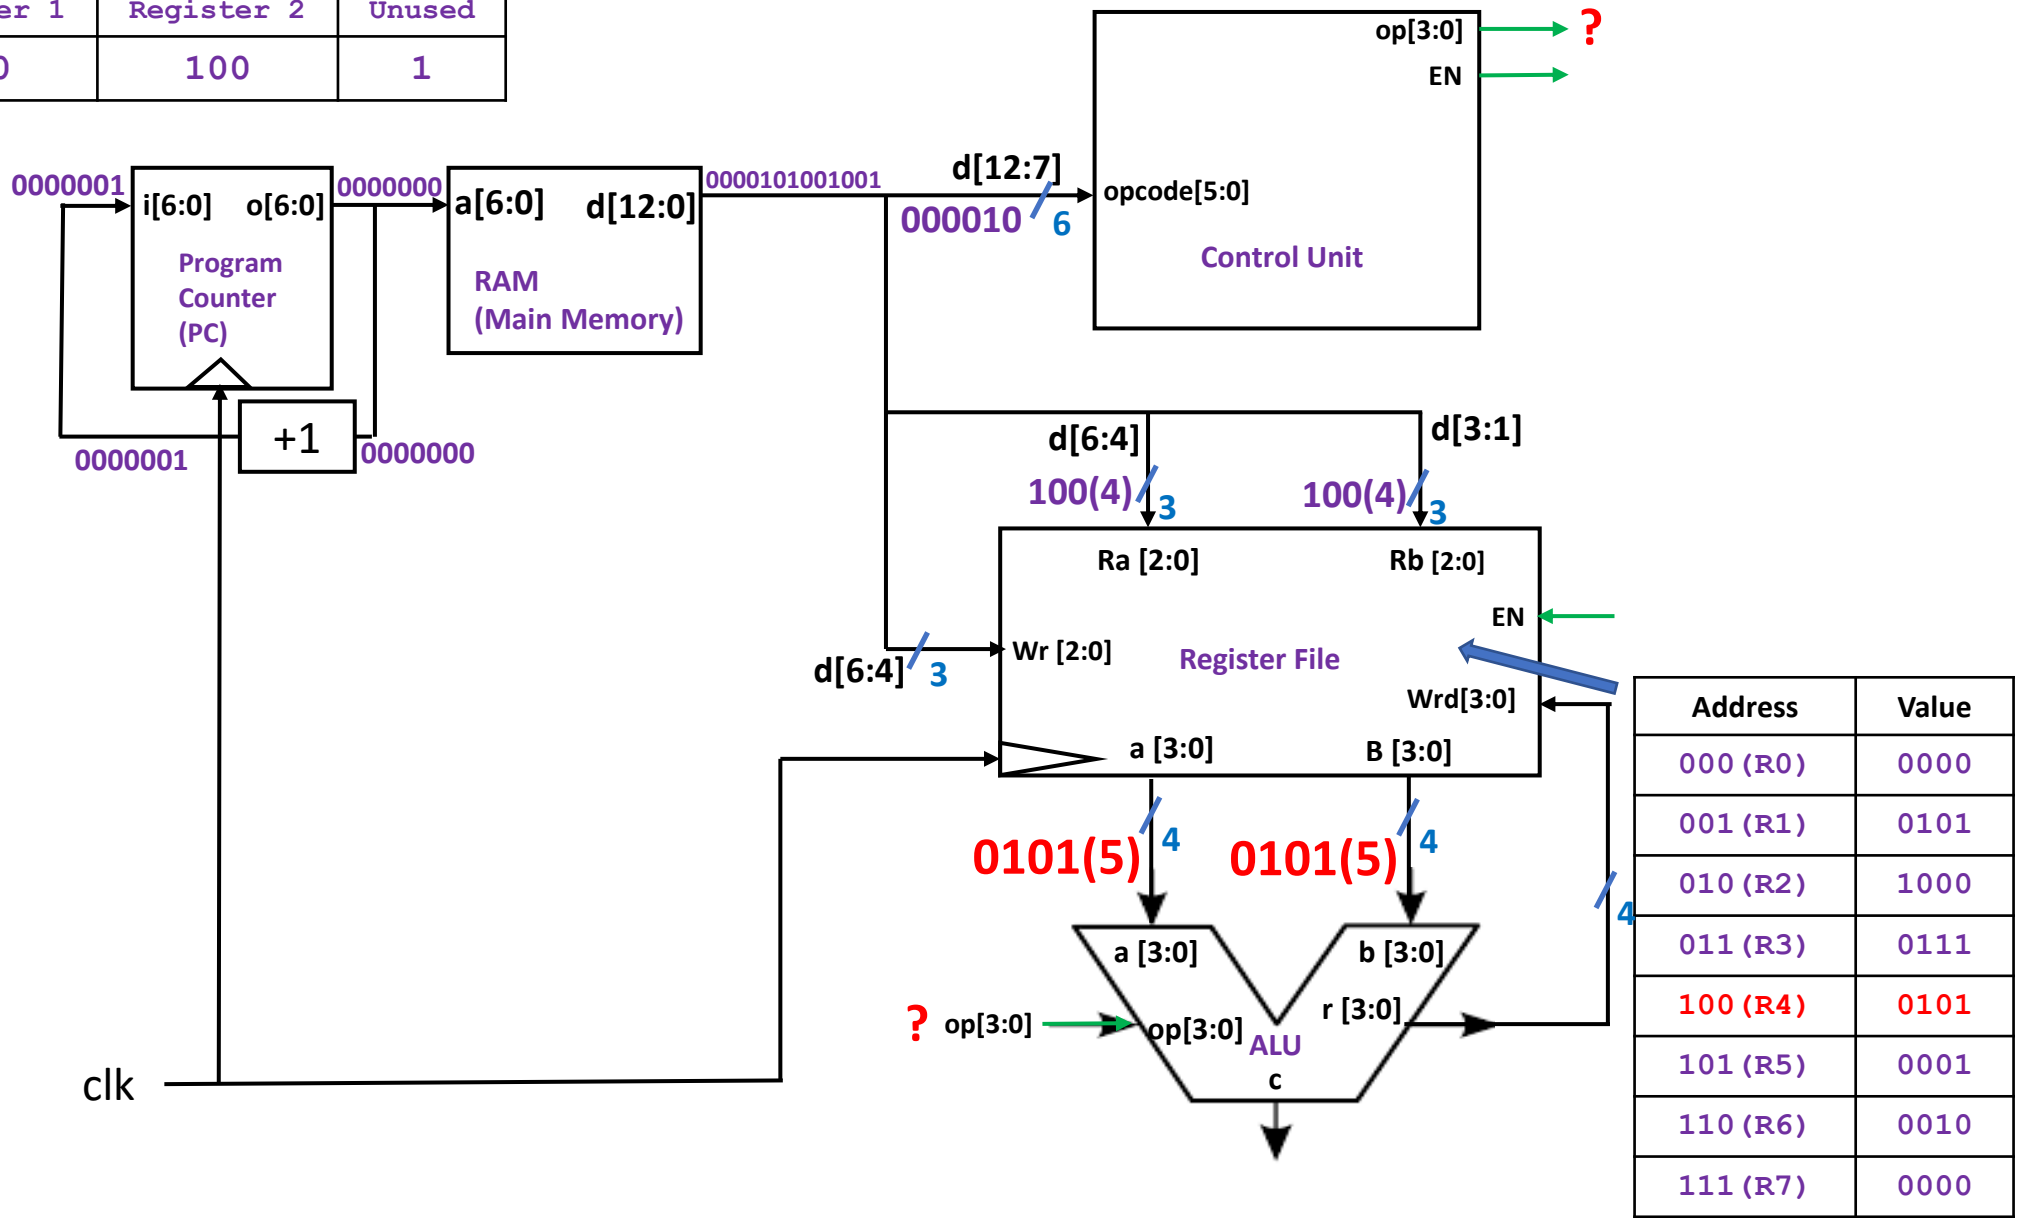 er 1 Register 2 Unused
0 100 1
op[3:0] ?
EN
d[12:7]
opcode[5:0]
000010 6
Control Unit
0000001
i[6:0] o[6:0]
0000000
a[6:0] d[12:0]
0000101001001
Program
Counter
(PC)
RAM
(Main Memory)
+1
0000001
0000000
d[6:4]
d[3:1]
100(4) 3
100(4) 3
Ra [2:0]
Rb [2:0]
EN
Wr [2:0]
Register File
d[6:4] 3
Wrd[3:0]
a [3:0]
B [3:0]
0101(5) 4
0101(5) 4
4
a [3:0]
b [3:0]
? op[3:0]
op[3:0]
r [3:0]
ALU
c
clk
Address Value
000(R0) 0000
001(R1) 0101
010(R2) 1000
011(R3) 0111
100(R4) 0101
101(R5) 0001
110(R6) 0010
111(R7) 0000